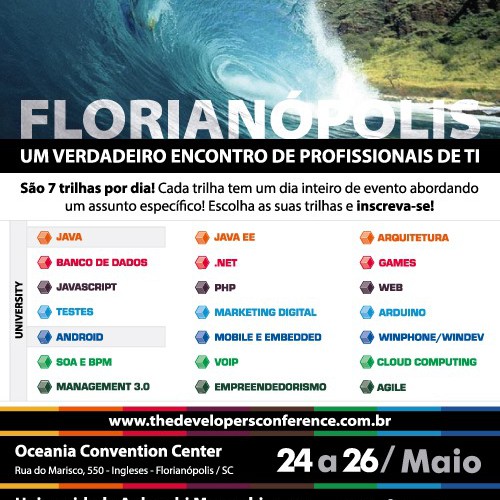 FLORIANÓPOLIS
UM VERDADEIRO ENCONTRO DE PROFISSIONAIS DE TI
São 7 trilhas por dia! Cada trilha tem um dia inteiro de evento abordando
um assunto específico! Escolha as suas trilhas e inscreva-se!
UNIVERSITY
JAVA JAVA EE ARQUITETURA
BANCO DE DADOS .NET GAMES
JAVASCRIPT PHP WEB
TESTES MARKETING DIGITAL ARDUINO
ANDROID MOBILE E EMBEDDED WINPHONE/WINDEV
SOA E BPM VOIP CLOUD COMPUTING
MANAGEMENT 3.0 EMPREENDEDORISMO AGILE
www.thedevelopersconference.com.br
Oceania Convention Center
Rua do Marisco, 550 - Ingleses - Florianópolis / SC
24 a 26 / Maio